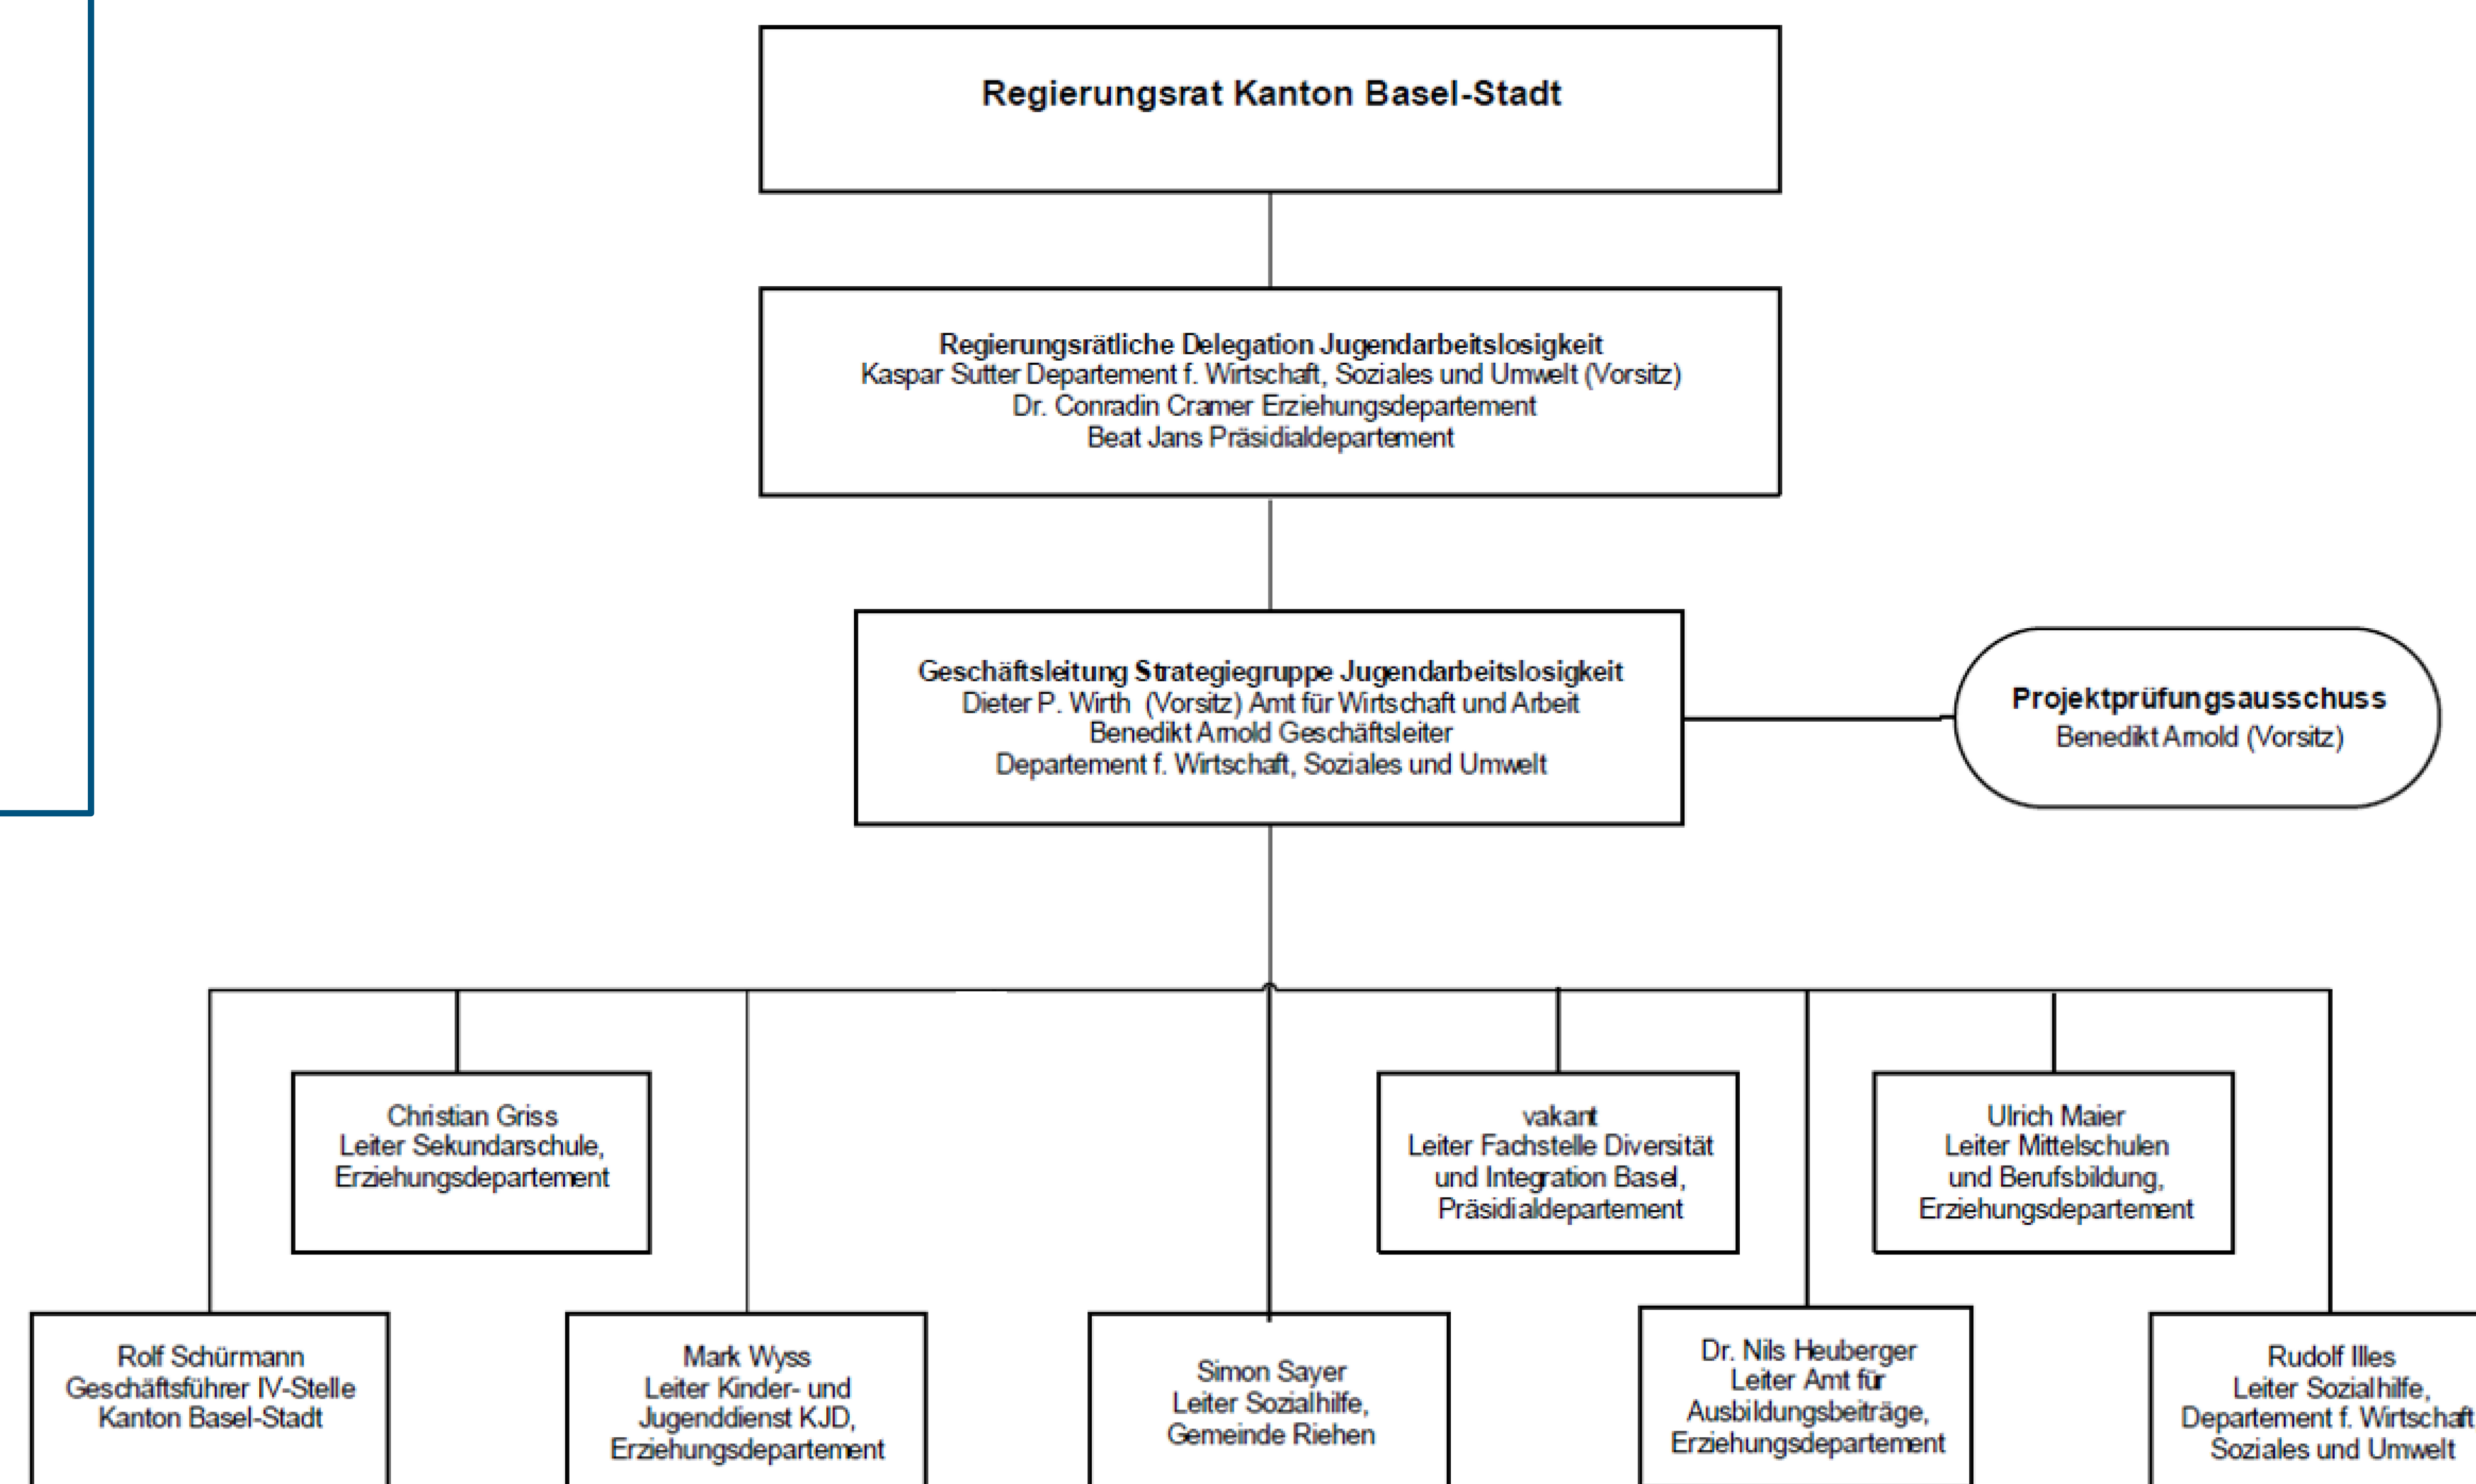 Regierungsrat Kanton Basel-Stadt
Regierungsrätliche Delegation Jugendarbeitslosigkeit
Kaspar Sutter Departement f. Wirtschaft, Soziales und Umwelt (Vorsitz)
Dr. Conradin Cramer Erziehungsdepartement
Beat Jans Präsidialdepartement
Geschäftsleitung Strategiegruppe Jugendarbeitslosigkeit
Dieter P. Wirth (Vorsitz) Amt für Wirtschaft und Arbeit
Benedikt Arnold Geschäftsleiter
Departement f. Wirtschaft, Soziales und Umwelt
Projektprüfungsausschuss
Benedikt Arnold (Vorsitz)
Christian Griss
Leiter Sekundarschule,
Erziehungsdepartement
vakant
Leiter Fachstelle Diversität
und Integration Basel,
Präsidialdepartement
Ulrich Maier
Leiter Mittelschulen
und Berufsbildung,
Erziehungsdepartement
Rolf Schürmann
Geschäftsführer IV-Stelle
Kanton Basel-Stadt
Mark Wyss
Leiter Kinder- und
Jugenddienst KJD,
Erziehungsdepartement
Simon Sayer
Leiter Sozialhilfe,
Gemeinde Riehen
Dr. Nils Heuberger
Leiter Amt für
Ausbildungsbeiträge,
Erziehungsdepartement
Rudolf Illes
Leiter Sozialhilfe,
Departement f. Wirtschaft
Soziales und Umwelt